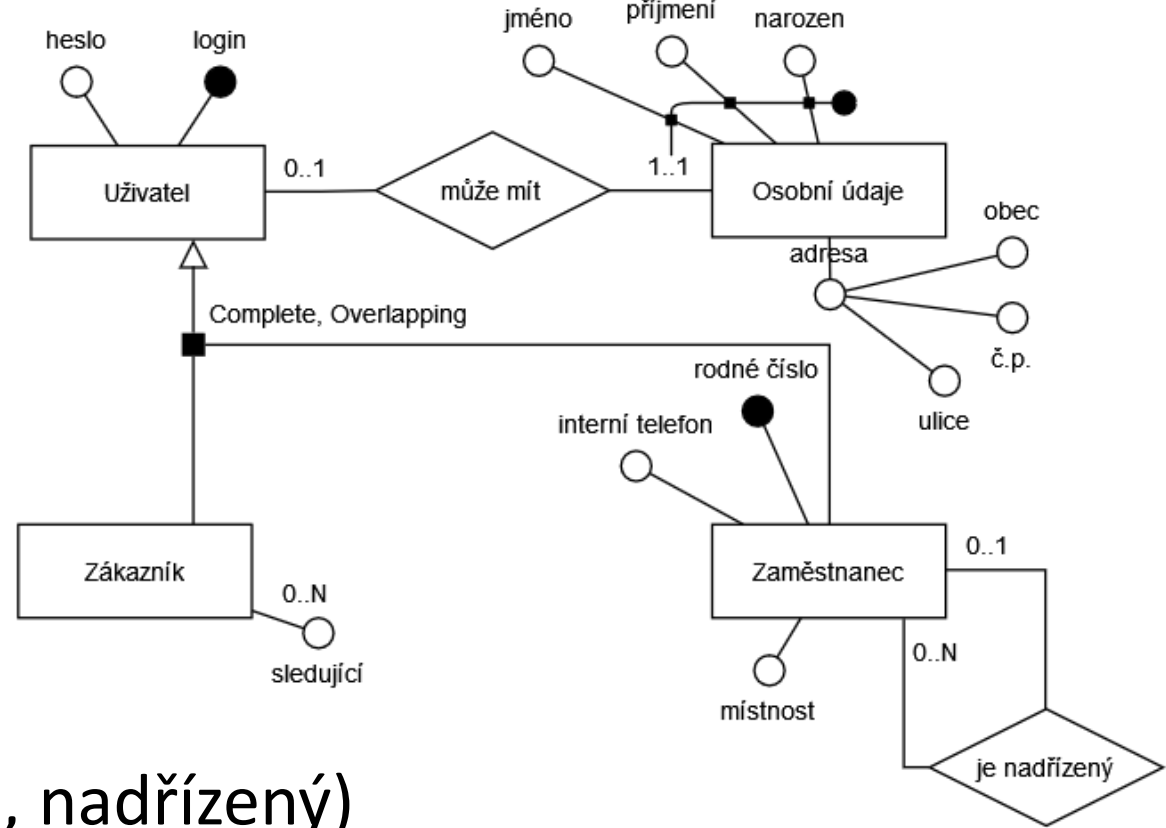 jméno
příjmení
narozen
heslo
login
0..1
1..1
Uživatel
může mít
Osobní údaje
obec
adresa
Complete, Overlapping
č.p.
rodné číslo
ulice
interní telefon
0..1
Zákazník
Zaměstnanec
0..N
0..N
sledující
místnost
je nadřízený
, nadřízený)